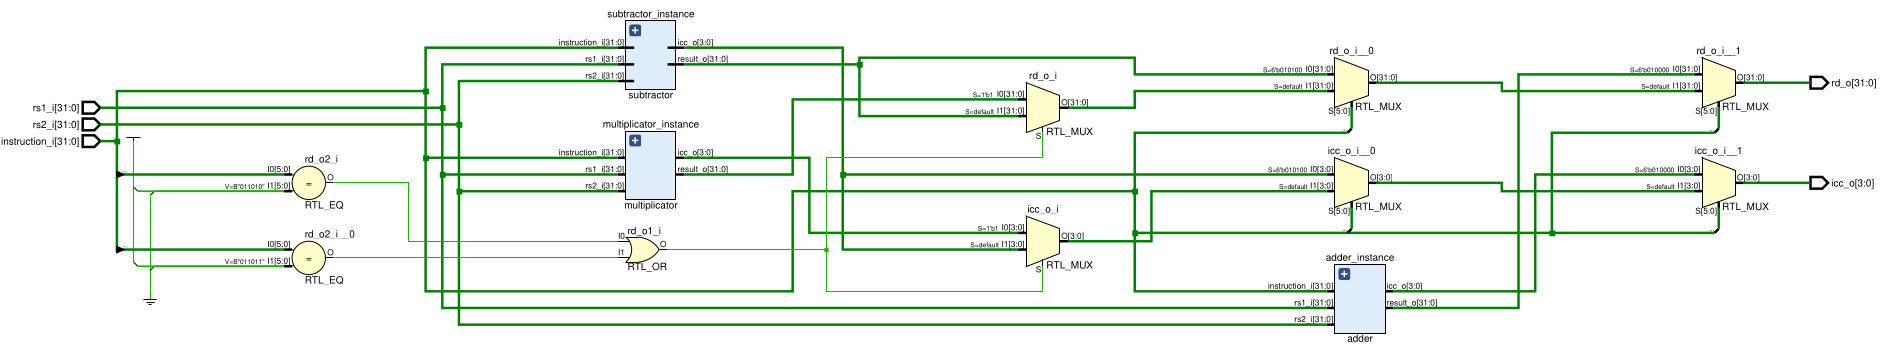 rs1_i[31:0]
rs2_i[31:0]
instruction_i[31:0]
rd_o2_i
I0[5:0]
V=B"011010" I1[5:0]
=
O
RTL_EQ
rd_o2_i__0
I0[5:0]
V=B"011011" I1[5:0]
=
O
RTL_EQ
subtractor_instance
instruction_i[31:0]
rs1_i[31:0]
rs2_i[31:0]
icc_o[3:0]
result_o[31:0]
subtractor
multiplicator_instance
instruction_i[31:0]
rs1_i[31:0]
rs2_i[31:0]
icc_o[3:0]
result_o[31:0]
multiplicator
rd_o1_i
I0
I1
O
RTL_OR
rd_o_i
S=1'b1 I0[31:0]
S=default I1[31:0]
O[31:0]
S
RTL_MUX
icc_o_i
S=1'b1 I0[3:0]
S=default I1[3:0]
O[3:0]
S
RTL_MUX
rd_o_i__0
S=6'b010100 I0[31:0]
S=default I1[31:0]
O[31:0]
S[5:0]
RTL_MUX
icc_o_i__0
S=6'b010100 I0[3:0]
S=default I1[3:0]
O[3:0]
S[5:0]
RTL_MUX
adder_instance
instruction_i[31:0]
rs1_i[31:0]
rs2_i[31:0]
icc_o[3:0]
result_o[31:0]
adder
rd_o_i__1
S=6'b010000 I0[31:0]
S=default I1[31:0]
O[31:0]
S[5:0]
RTL_MUX
icc_o_i__1
S=6'b010000 I0[3:0]
S=default I1[3:0]
O[3:0]
S[5:0]
RTL_MUX
rd_o[31:0]
icc_o[3:0]